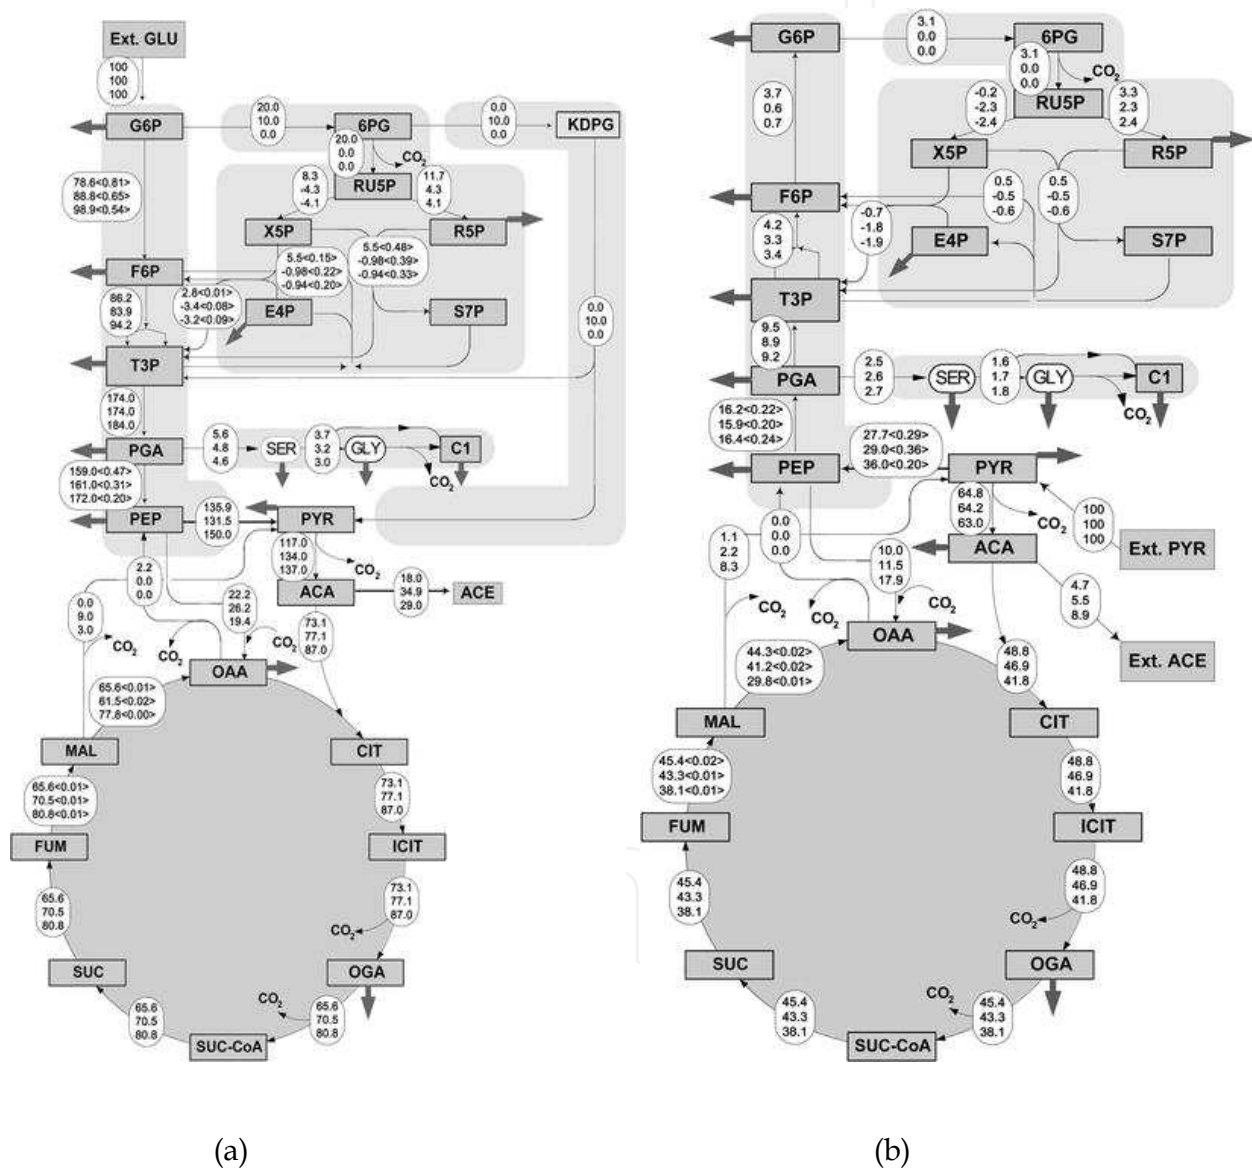 Ext. GLU
100
100
100
G6P
20.0
10.0
0.0
6PG
0.0
10.0
0.0
KDPG
20.0
0.0
0.0
CO2
RU5P
78.6<0.81>
88.8<0.65>
98.9<0.54>
8.3
-4.3
-4.1
11.7
4.3
4.1
X5P
R5P
5.5<0.48>
-0.98<0.39>
-0.94<0.33>
5.5<0.15>
-0.98<0.22>
-0.94<0.20>
F6P
2.8<0.01>
-3.4<0.08>
-3.2<0.09>
86.2
83.9
94.2
E4P
S7P
0.0
10.0
0.0
T3P
174.0
174.0
184.0
PGA
5.6
4.8
4.6
SER
3.7
3.2
3.0
GLY
C1
CO2
159.0<0.47>
161.0<0.31>
172.0<0.20>
PEP
135.9
131.5
150.0
PYR
117.0
134.0
137.0
CO2
2.2
0.0
0.0
ACA
18.0
34.9
29.0
ACE
0.0
9.0
3.0
22.2
26.2
19.4
73.1
77.1
87.0
CO2
CO2
CO2
OAA
65.6<0.01>
61.5<0.02>
77.8<0.00>
MAL
CIT
65.6<0.01>
70.5<0.01>
80.8<0.01>
73.1
77.1
87.0
FUM
ICIT
65.6
70.5
80.8
73.1
77.1
87.0
CO2
SUC
OGA
CO2
65.6
70.5
80.8
65.6
70.5
80.8
SUC-CoA
(a)
G6P
3.1
0.0
0.0
6PG
3.1
0.0
0.0
CO2
RU5P
3.7
0.6
0.7
-0.2
-2.3
-2.4
3.3
2.3
2.4
X5P
R5P
F6P
0.5
-0.5
-0.6
0.5
-0.5
-0.6
-0.7
-1.8
-1.9
4.2
3.3
3.4
E4P
S7P
T3P
9.5
8.9
9.2
PGA
2.5
2.6
2.7
SER
1.6
1.7
1.8
GLY
C1
CO2
16.2<0.22>
15.9<0.20>
16.4<0.24>
27.7<0.29>
29.0<0.36>
36.0<0.20>
PEP
PYR
64.8
64.2
63.0
CO2
100
100
100
Ext. PYR
1.1
2.2
8.3
0.0
0.0
0.0
10.0
11.5
17.9
ACA
4.7
5.5
8.9
CO2
CO2
CO2
OAA
Ext. ACE
44.3<0.02>
41.2<0.02>
29.8<0.01>
48.8
46.9
41.8
MAL
CIT
45.4<0.02>
43.3<0.01>
38.1<0.01>
48.8
46.9
41.8
FUM
ICIT
45.4
43.3
38.1
48.8
46.9
41.8
CO2
SUC
OGA
CO2
45.4
43.3
38.1
45.4
43.3
38.1
SUC-CoA
(b)